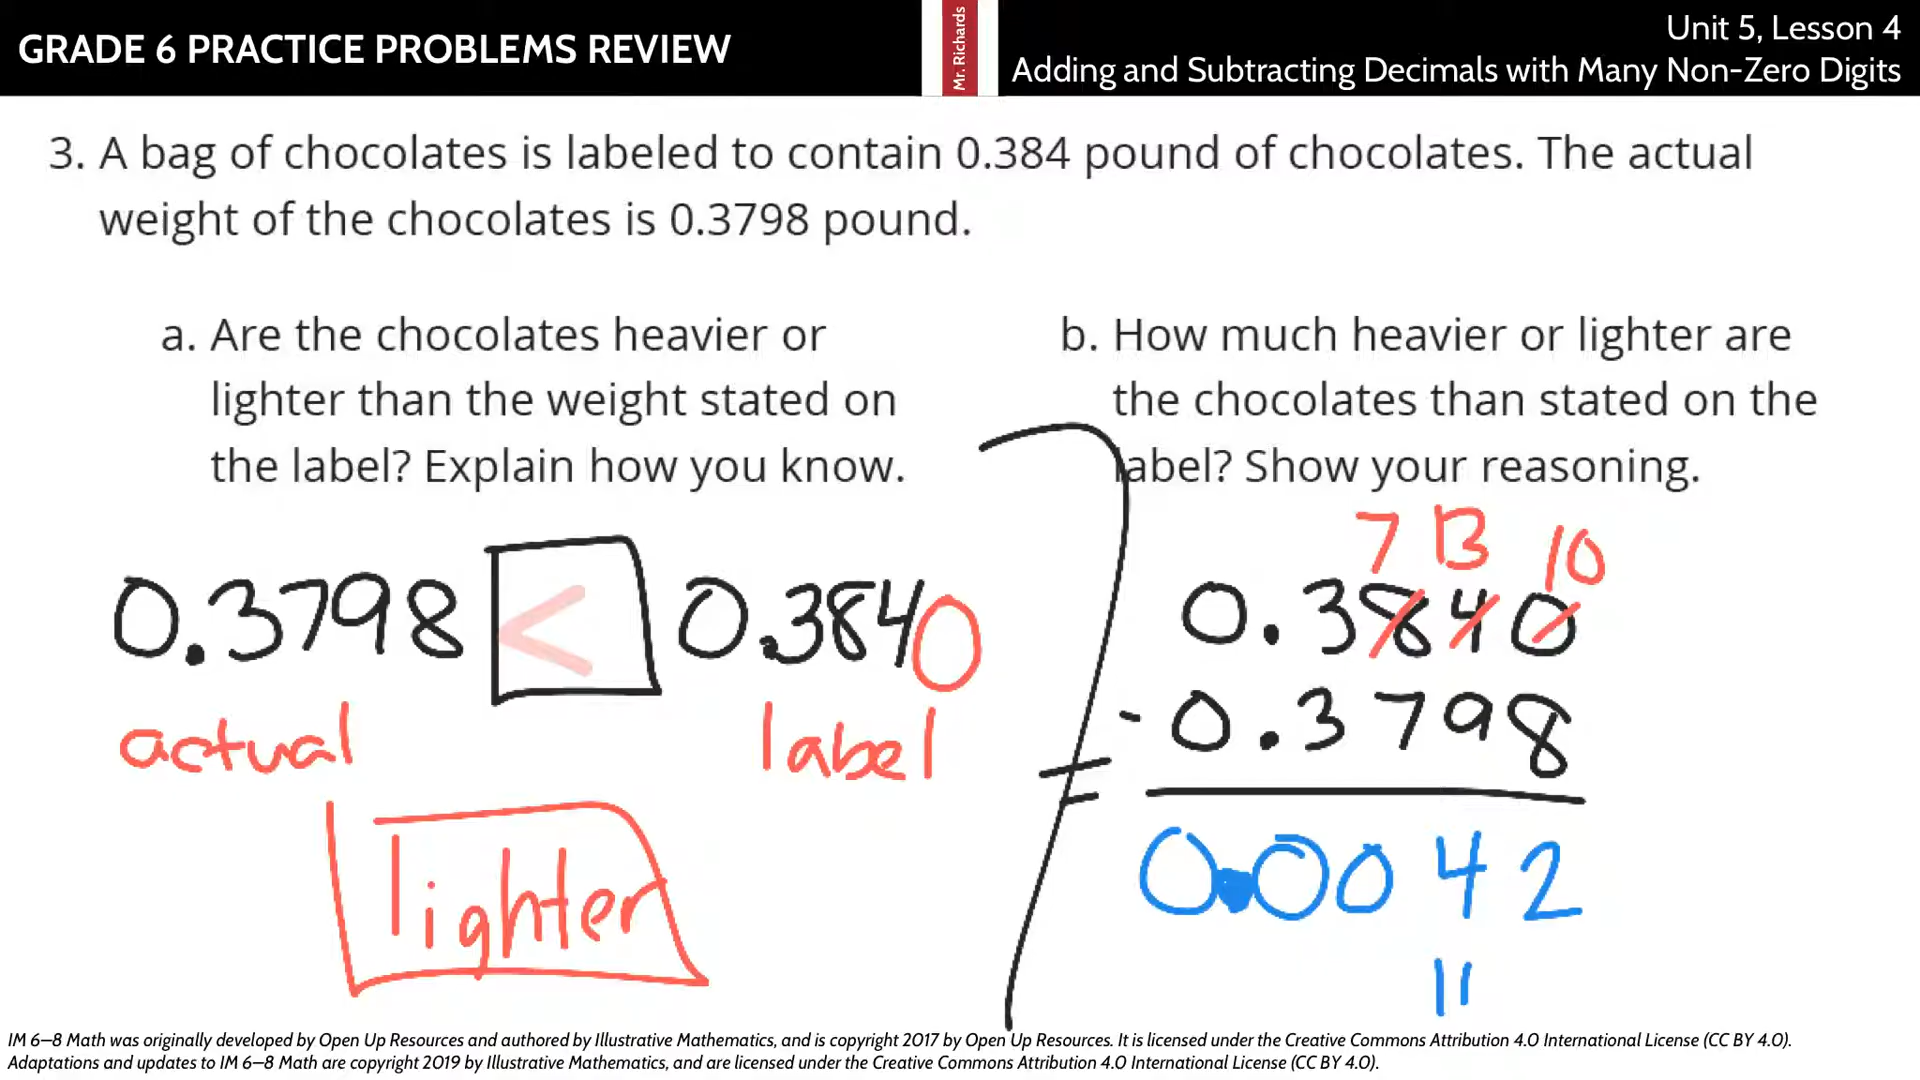 GRADE 6 PRACTICE PROBLEMS REVIEW
Mr. Richards
Unit 5, Lesson 4
Adding and Subtracting Decimals with Many Non-Zero Digits
3. A bag of chocolates is labeled to contain 0.384 pound of chocolates. The actual
weight of the chocolates is 0.3798 pound.
a. Are the chocolates heavier or
lighter than the weight stated on
the label? Explain how you know.
0.3798 < 0.3840
actual label
lighter
b. How much heavier or lighter are
the chocolates than stated on the
label? Show your reasoning.
7 13 10
0.3840
- 0.3798
0.0042
11
IM 6–8 Math was originally developed by Open Up Resources and authored by Illustrative Mathematics, and is copyright 2017 by Open Up Resources. It is licensed under the Creative Commons Attribution 4.0 International License (CC BY 4.0).
Adaptations and updates to IM 6–8 Math are copyright 2019 by Illustrative Mathematics, and are licensed under the Creative Commons Attribution 4.0 International License (CC BY 4.0).